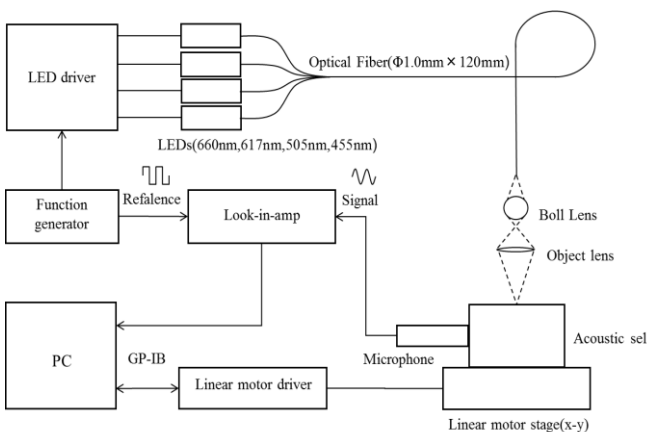 LED driver
Optical Fiber(Φ1.0mm×120mm)
LEDs(660nm,617nm,505nm,455nm)
Function
generator
Refalence
Look-in-amp
Signal
Boll Lens
Object lens
PC
GP-IB
Linear motor driver
Microphone
Acoustic sel
Linear motor stage(x-y)